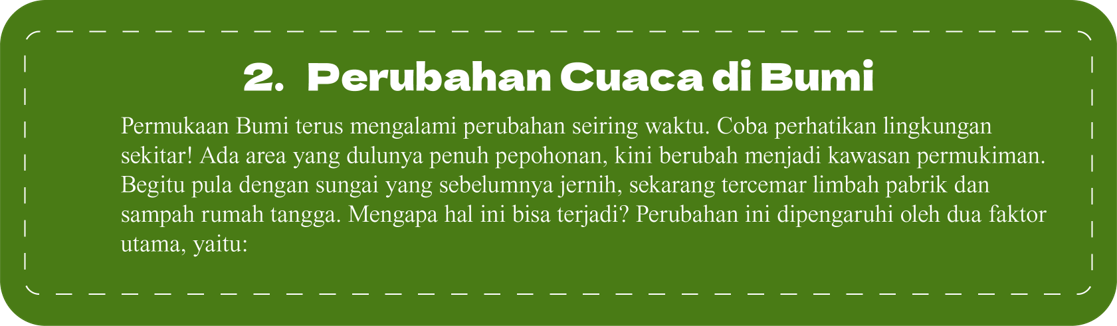 2. Perubahan Cuaca di Bumi
Permukaan Bumi terus mengalami perubahan seiring waktu. Coba perhatikan lingkungan
sekitar! Ada area yang dulunya penuh pepohonan, kini berubah menjadi kawasan permukiman.
Begitu pula dengan sungai yang sebelumnya jernih, sekarang tercemar limbah pabrik dan
sampah rumah tangga. Mengapa hal ini bisa terjadi? Perubahan ini dipengaruhi oleh dua faktor
utama, yaitu: